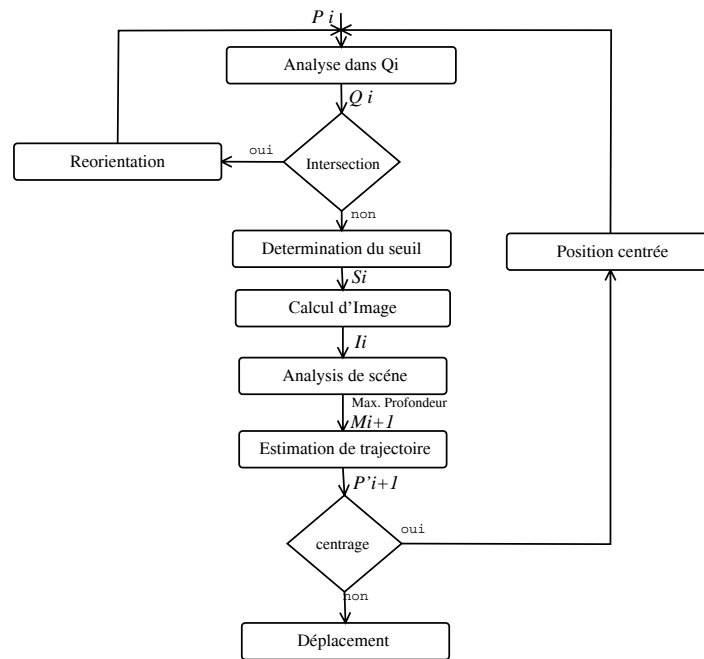 P i
Analyse dans Qi
Q i
Intersection
oui
Reorientation
non
Determination du seuil
Position centrée
Si
Calcul d'Image
Ii
Analysis de scéne
Max. Profondeur
Mi+1
Estimation de trajectoire
P'i+1
centrage
oui
non
Déplacement